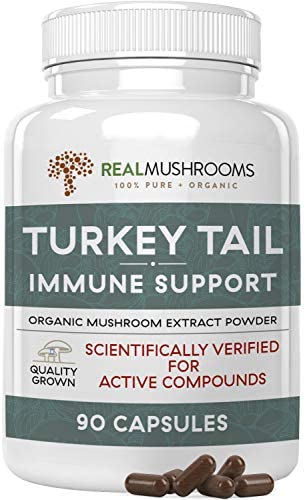 REALMUSHROOMS
100% PURE + ORGANIC
TURKEY TAIL
IMMUNE SUPPORT
ORGANIC MUSHROOM EXTRACT POWDER
QUALITY
GROWN
SCIENTIFICALLY VERIFIED
FOR
ACTIVE COMPOUNDS
90 CAPSULES